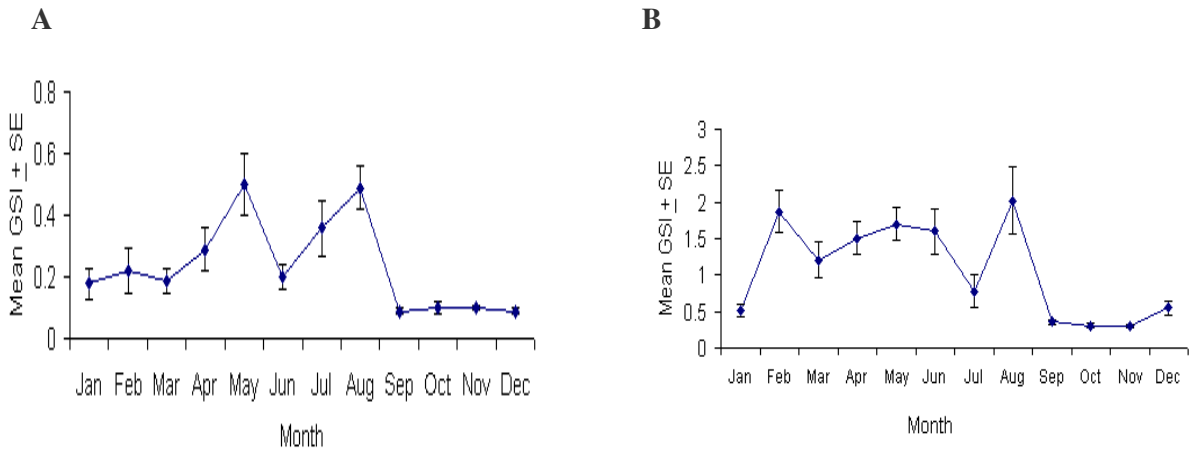 A
Mean GSI ± SE
0.8
0.6
0.4
0.2
0
Jan Feb Mar Apr May Jun Jul Aug Sep Oct Nov Dec
Month
B
Mean GSI ± SE
3
2.5
2
1.5
1
0.5
0
Jan Feb Mar Apr May Jun Jul Aug Sep Oct Nov Dec
Month